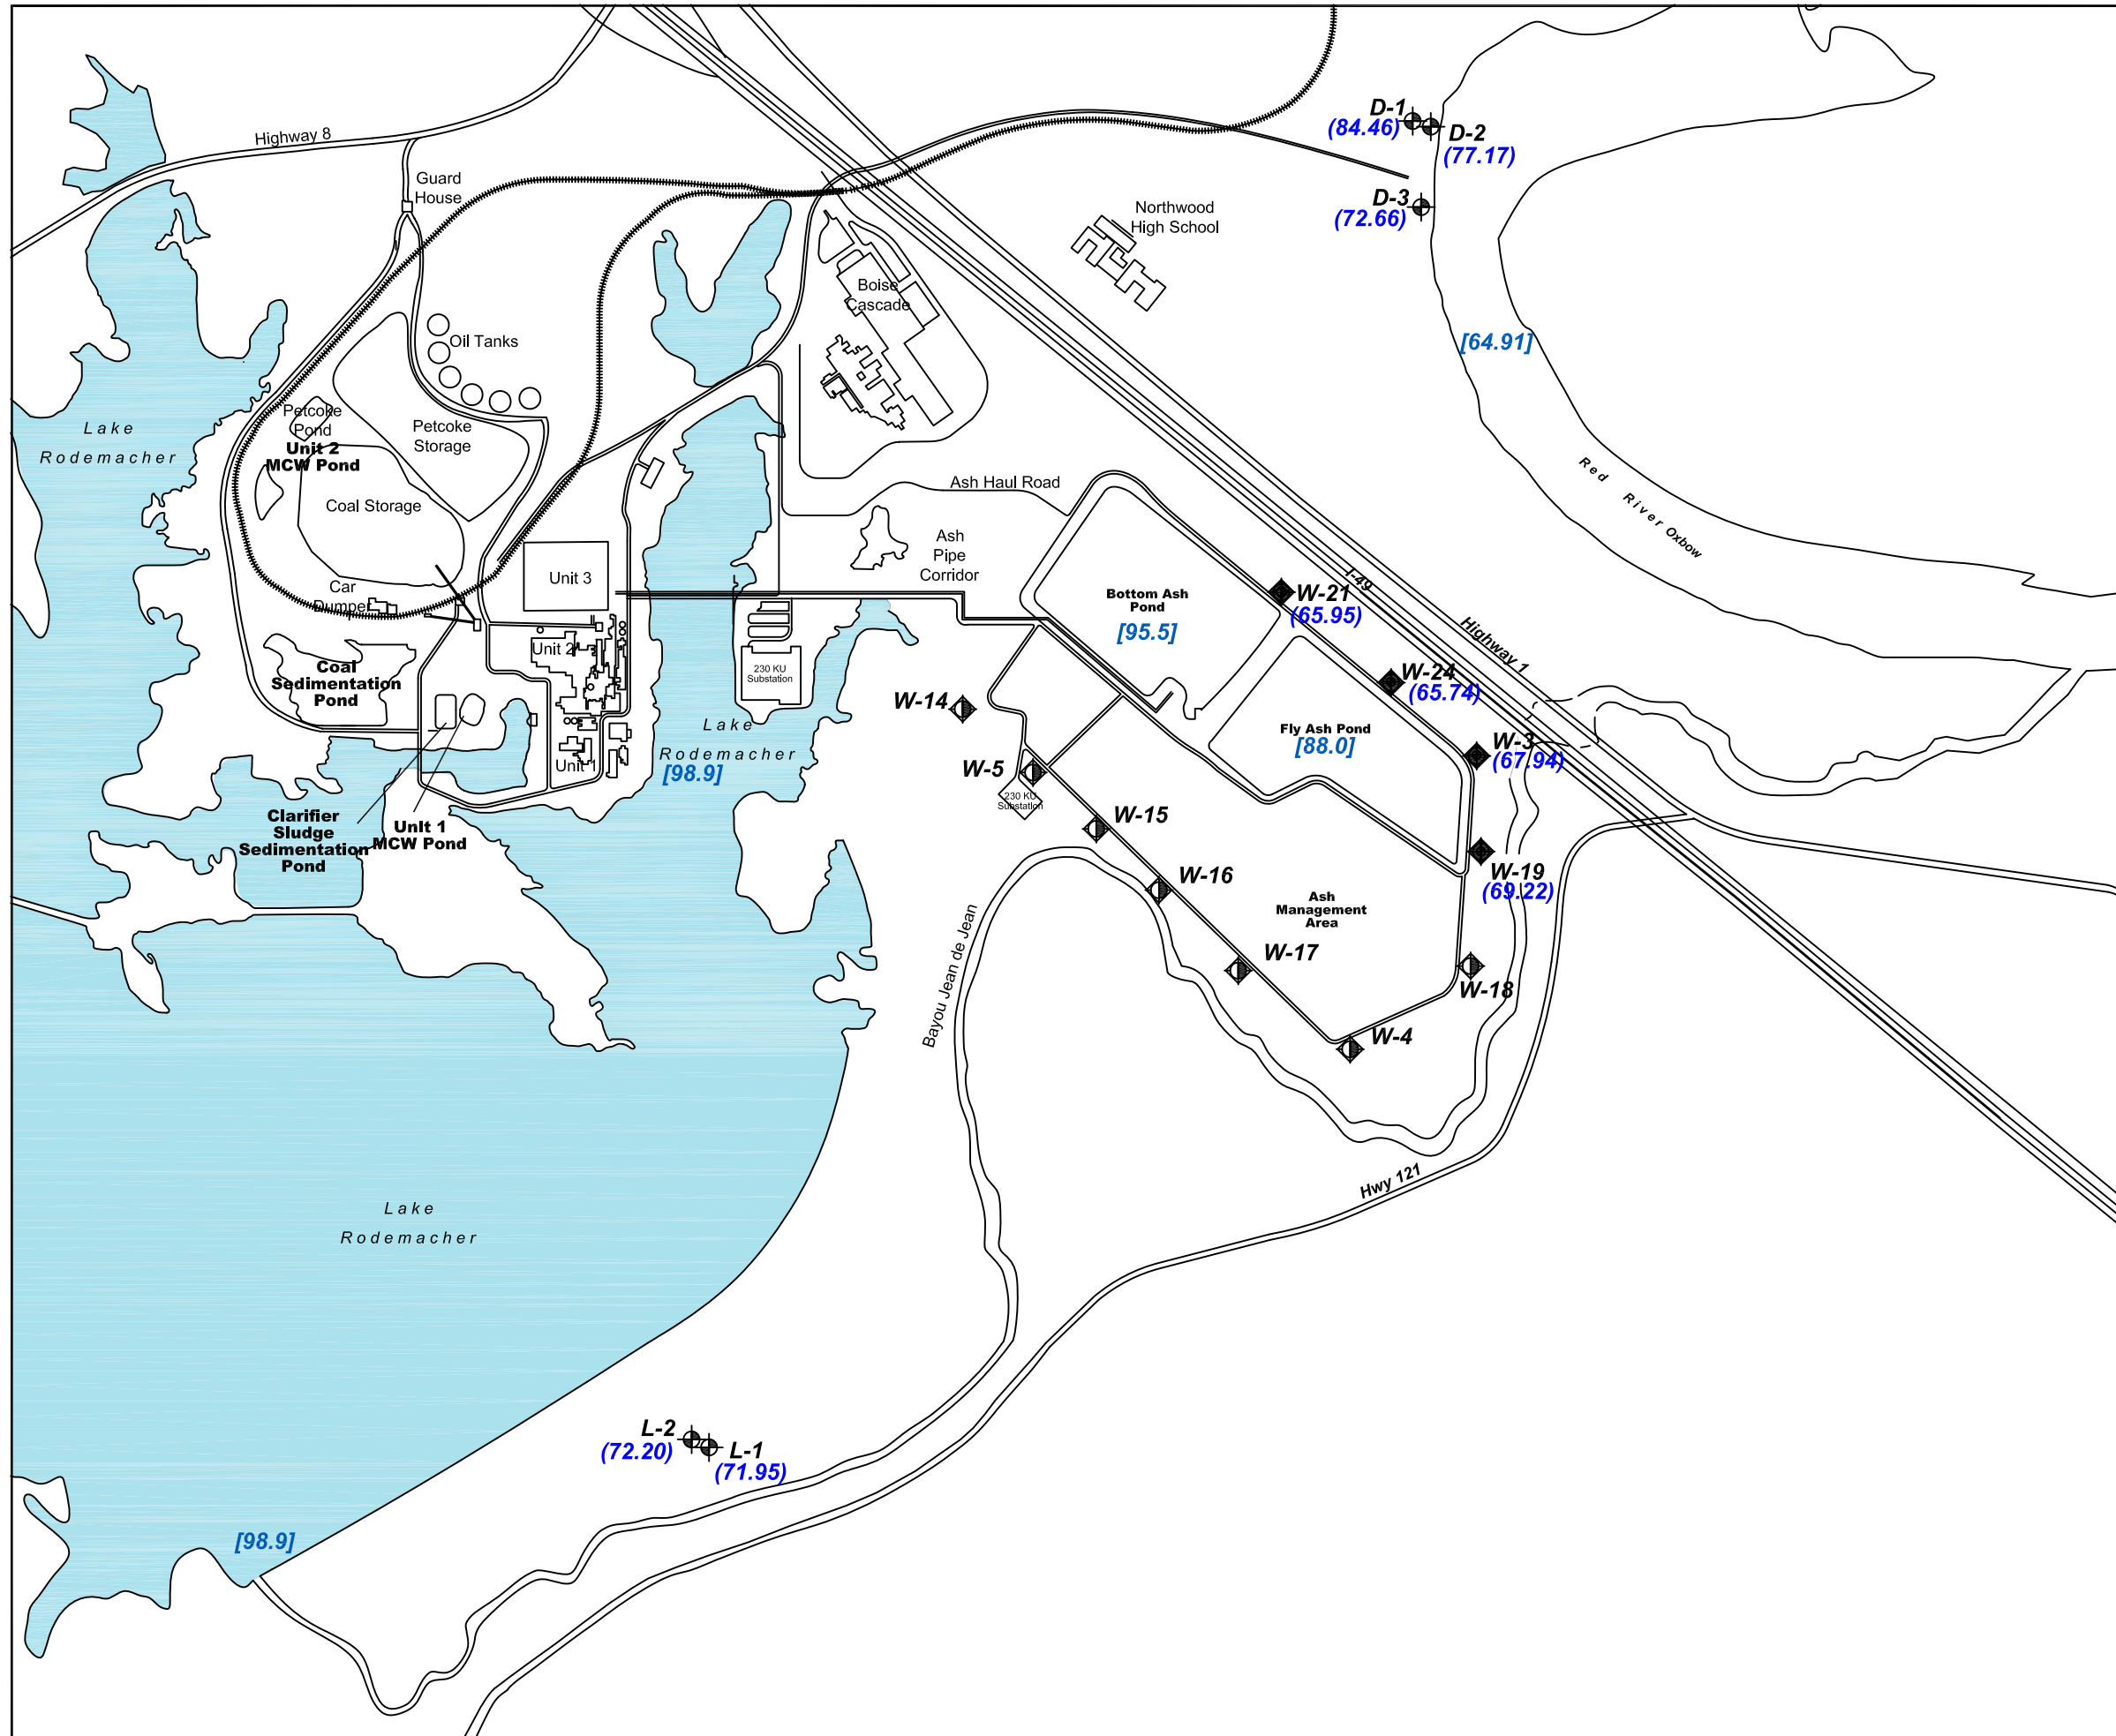 Highway 8
Guard
House
D-1
(84.46)
D-2
(77.17)
D-3
(72.66)
Northwood
High School
Boise
Cascade
Oil Tanks
[64.91]
Petcoke
Pond
Unit 2
MCW Pond
Petcoke
Storage
Lake
Rodemacher
Coal Storage
Ash Haul Road
Red River Oxbow
Ash
Pipe
Corridor
Unit 3
Car
Dumper
Bottom Ash
Pond
[95.5]
W-21
(65.95)
I-49
Highway 1
Unit 2
Coal
Sedimentation
Pond
230 KU
Substation
W-14
W-24
(65.74)
Lake
Rodemacher
[98.9]
Fly Ash Pond
[88.0]
W-3
(67.94)
Unit 1
W-5
230 KU
Substation
Clarifier
Sludge
Sedimentation
Pond
Unit 1
MCW Pond
W-15
W-16
W-19
(69.22)
Ash
Management
Area
Bayou Jean de Jean
W-17
W-18
W-4
Hwy 121
Lake
Rodemacher
L-2
(72.20)
L-1
(71.95)
[98.9]